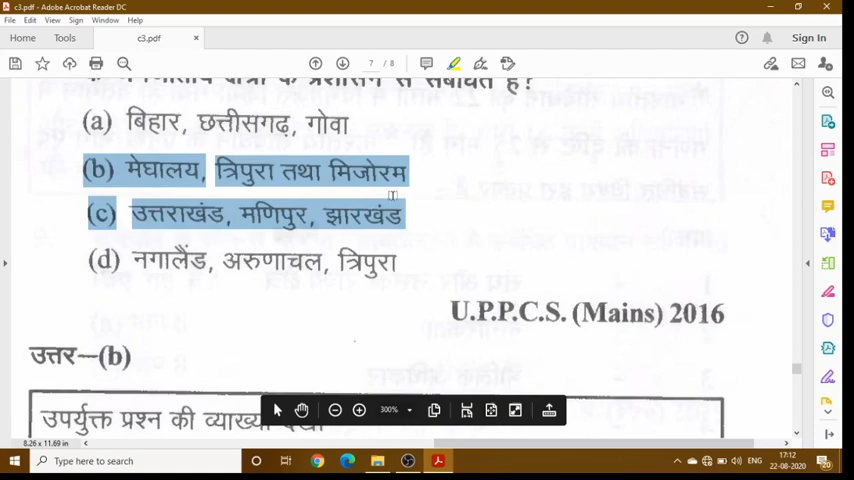 c3.pdf - Adobe Acrobat Reader DC
File Edit View Sign Window Help
Home Tools c3.pdf × Sign In
7 / 8
से संबंधित है?
(a) बिहार, छत्तीसगढ़, गोवा
(b) मेघालय, त्रिपुरा तथा मिजोरम
(c) उत्तराखंड, मणिपुर, झारखंड
(d) नगालैंड, अरुणाचल, त्रिपुरा
U.P.P.C.S. (Mains) 2016
उत्तर—(b)
उपर्युक्त प्रश्न की व्याख्या देखें
300%
8.26 x 11.69 in
Type here to search
17:12
22-08-2020
20